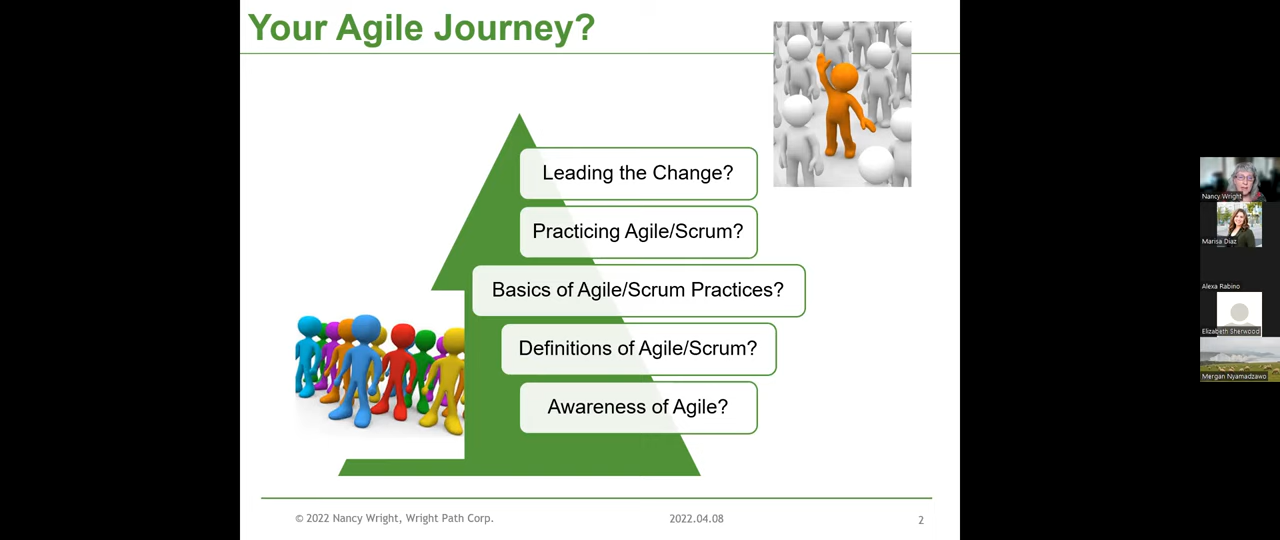 Your Agile Journey?
Leading the Change?
Practicing Agile/Scrum?
Basics of Agile/Scrum Practices?
Definitions of Agile/Scrum?
Awareness of Agile?
© 2022 Nancy Wright, Wright Path Corp.
2022.04.08
2
Nancy Wright
Marisa Diaz
Alexa Rabino
Elizabeth Sherwood
Mergan Nyamadzawo